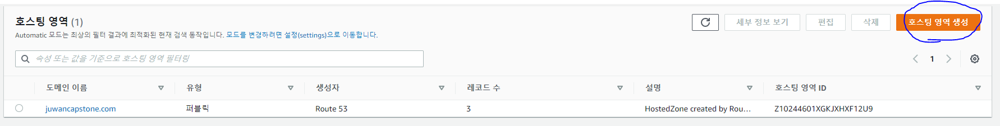 호스팅 영역 (1)
세부 정보 보기
편집
삭제
호스팅 영역 생성
Automatic 모드는 최상의 필터 결과에 최적화된 현재 검색 동작입니다. 모드를 변경하려면 설정(settings)으로 이동합니다.
속성 또는 값을 기준으로 호스팅 영역 필터링
1
도메인 이름 유형 생성자 레코드 수 설명 호스팅 영역 ID
juwancapstone.com 퍼블릭 Route 53 3 HostedZone created by Rou... Z10244601XGKJXHXF12U9